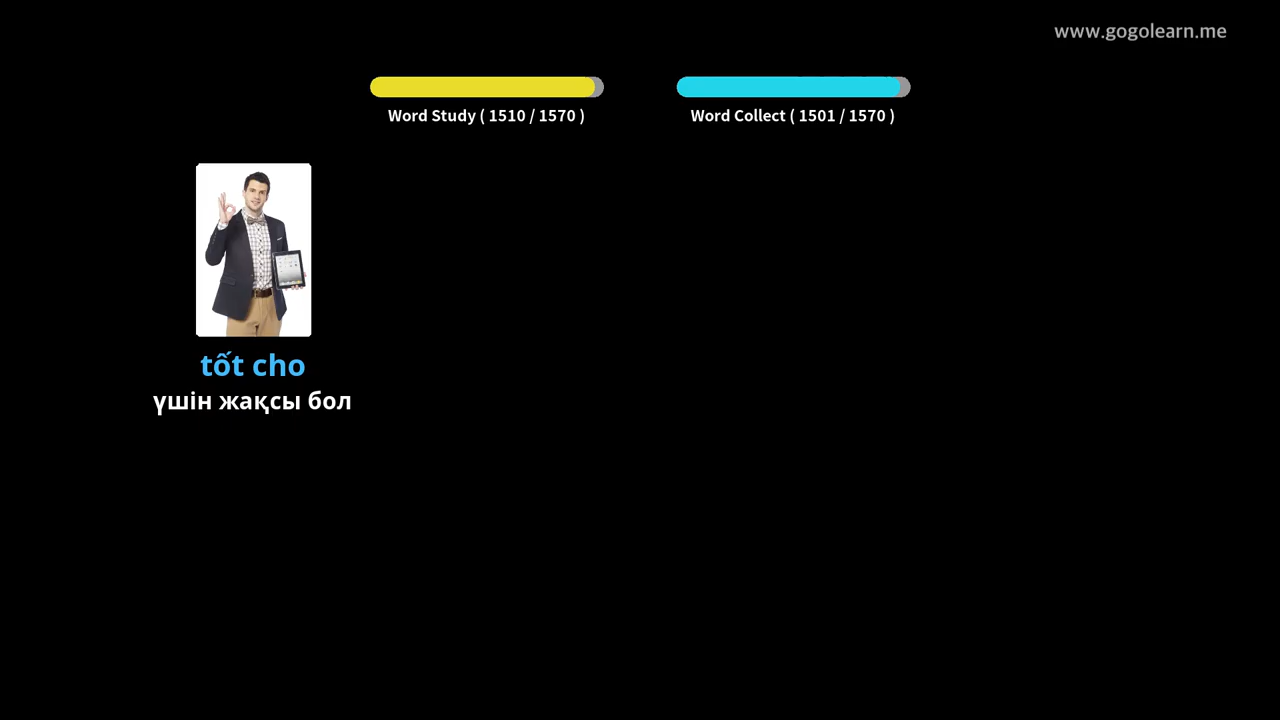 www.gogolearn.me
Word Study ( 1510 / 1570 )
Word Collect ( 1501 / 1570 )
tốt cho
үшін жақсы бол